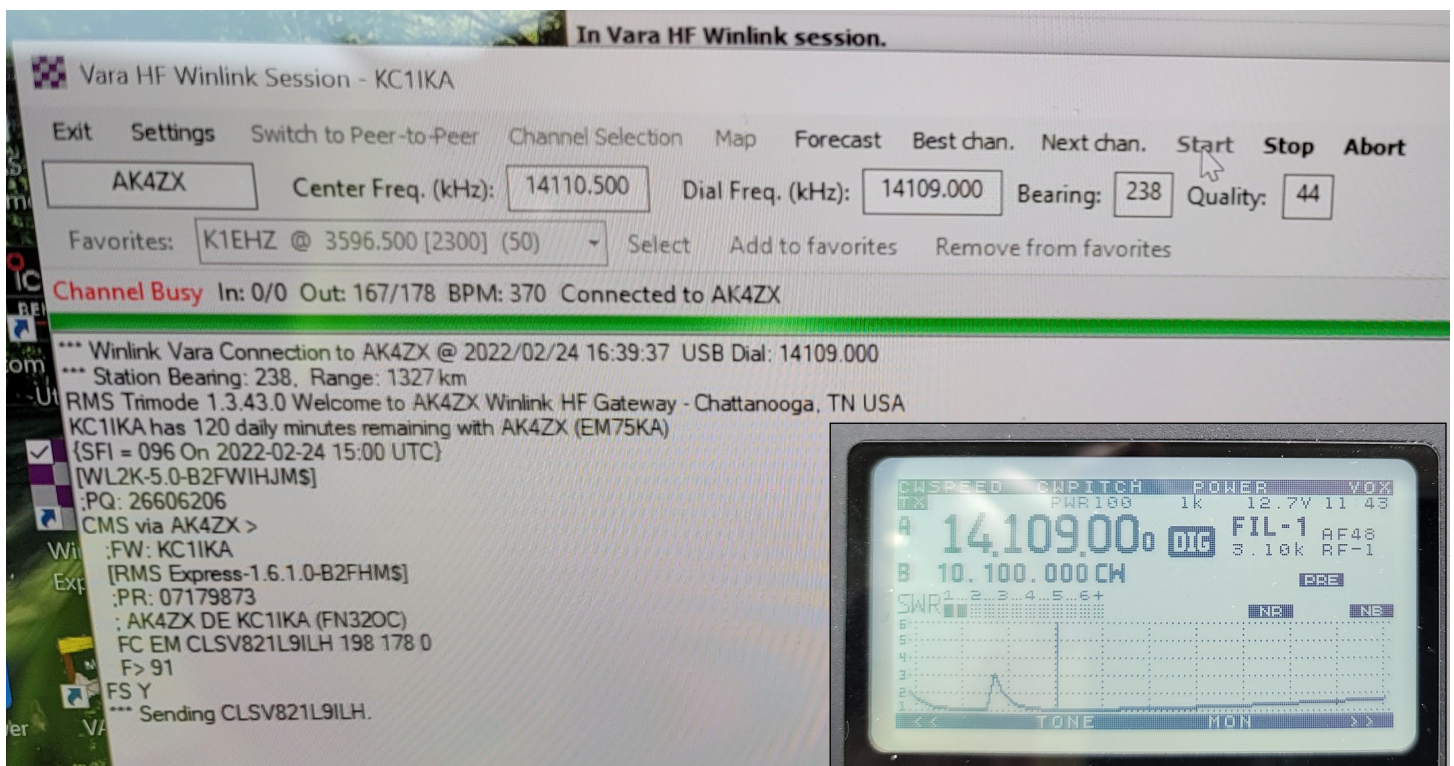 In Vara HF Winlink session.
Vara HF Winlink Session - KC1IKA
Exit Settings Switch to Peer-to-Peer Channel Selection Map Forecast Best chan. Next chan. Start Stop Abort
AK4ZX Center Freq. (kHz): 14110.500 Dial Freq. (kHz): 14109.000 Bearing: 238 Quality: 44
Favorites: K1EHZ @ 3596.500 [2300] (50) Select Add to favorites Remove from favorites
Channel Busy In: 0/0 Out: 167/178 BPM: 370 Connected to AK4ZX
*** Winlink Vara Connection to AK4ZX @ 2022/02/24 16:39:37 USB Dial: 14109.000
*** Station Bearing: 238, Range: 1327 km
RMS Trimode 1.3.43.0 Welcome to AK4ZX Winlink HF Gateway - Chattanooga, TN USA
KC1IKA has 120 daily minutes remaining with AK4ZX (EM75KA)
{SFI = 096 On 2022-02-24 15:00 UTC}
[WL2K-5.0-B2FWIHJM$]
;PQ: 26606206
CMS via AK4ZX >
;FW: KC1IKA
[RMS Express-1.6.1.0-B2FHM$]
;PR: 07179873
; AK4ZX DE KC1IKA (FN32OC)
FC EM CLSV821L9ILH 198 178 0
F> 91
FS Y
*** Sending CLSV821L9ILH.
CWSPEED CWPITCH POWER VOX
TX PWR100 1k 12.7V 11 43
A 14.109.000 DIG FIL-1 AF48
3.10k RF-1
B 10.100.000 CW PRE
SWR 1...2...3...4...5...6+
NR NB
6
5
4
3
2
1
<< TONE MON >>